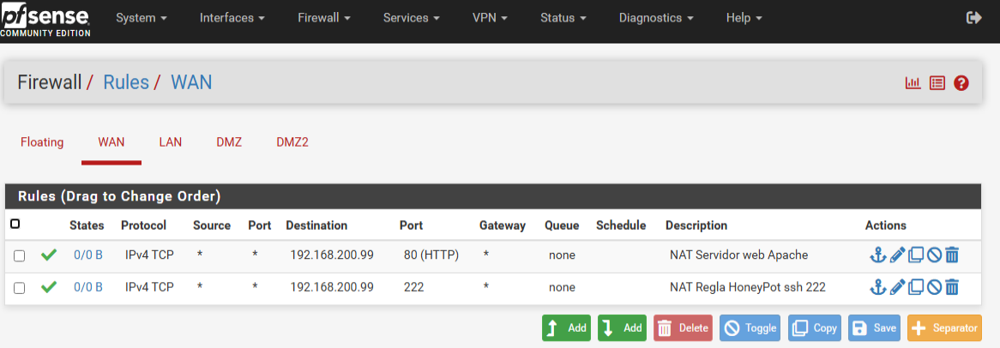 pfsense
COMMUNITY EDITION
System Interfaces Firewall Services VPN Status Diagnostics Help
Firewall / Rules / WAN
Floating WAN LAN DMZ DMZ2
Rules (Drag to Change Order)
States Protocol Source Port Destination Port Gateway Queue Schedule Description Actions
0/0 B IPv4 TCP * * 192.168.200.99 80 (HTTP) * none NAT Servidor web Apache
0/0 B IPv4 TCP * * 192.168.200.99 222 * none NAT Regla HoneyPot ssh 222
Add Add Delete Toggle Copy Save Separator